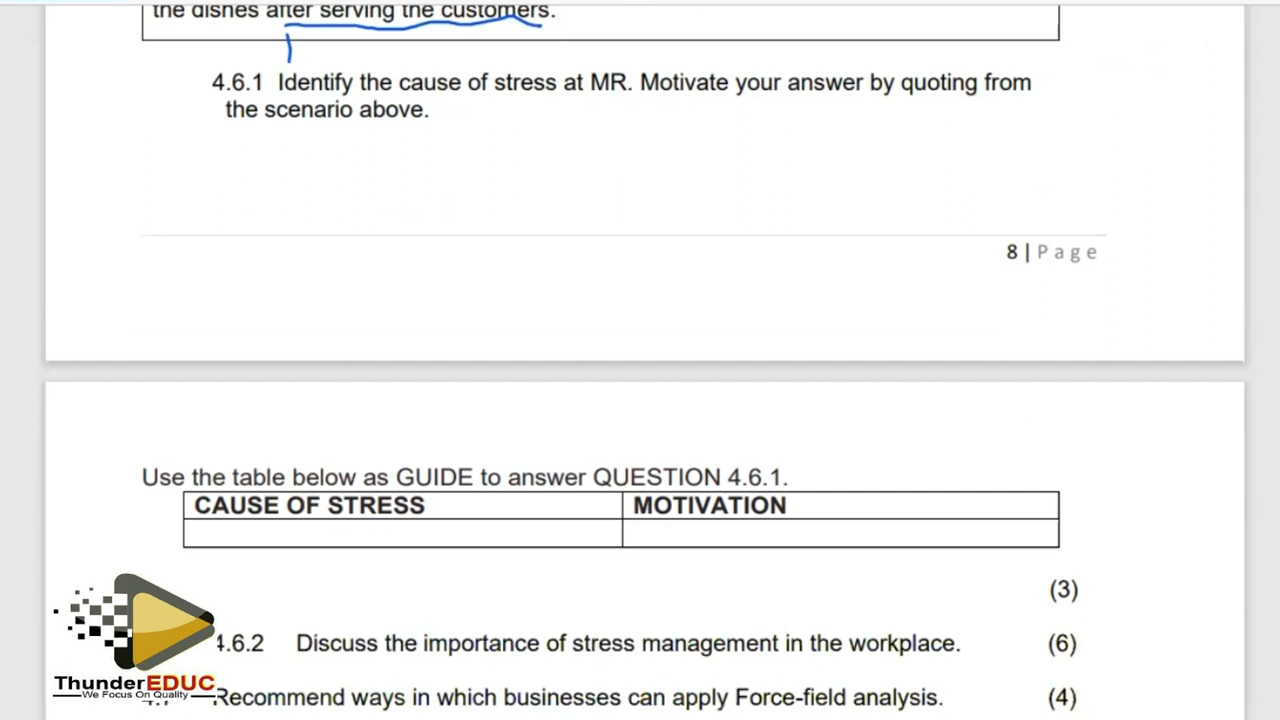 the dishes after serving the customers.
4.6.1 Identify the cause of stress at MR. Motivate your answer by quoting from
the scenario above.
8 | Page
Use the table below as GUIDE to answer QUESTION 4.6.1.
CAUSE OF STRESS MOTIVATION
(3)
4.6.2 Discuss the importance of stress management in the workplace. (6)
4.7 Recommend ways in which businesses can apply Force-field analysis. (4)
ThunderEDUC
We Focus On Quality